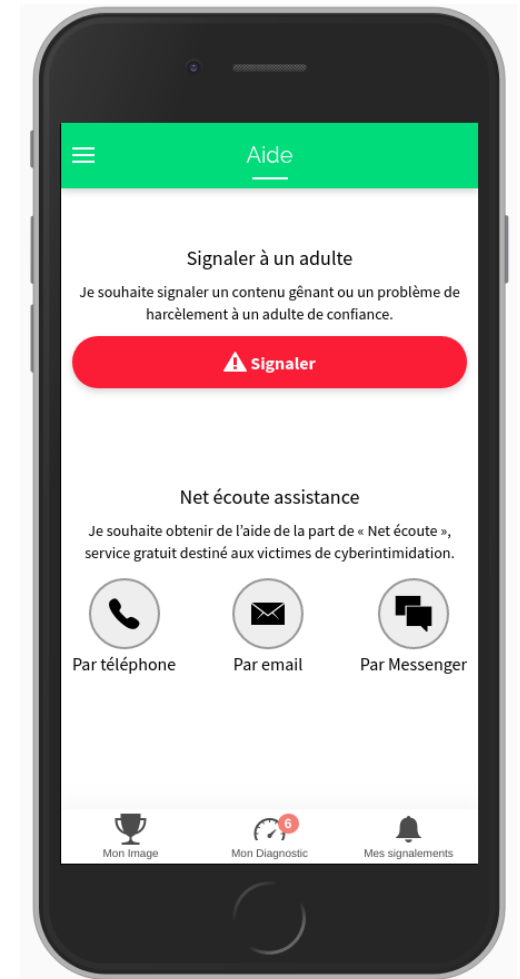 Aide
Signaler à un adulte
Je souhaite signaler un contenu gênant ou un problème de
harcèlement à un adulte de confiance.
Signaler
Net écoute assistance
Je souhaite obtenir de l’aide de la part de « Net écoute »,
service gratuit destiné aux victimes de cyberintimidation.
Par téléphone Par email Par Messenger
6
Mon Image Mon Diagnostic Mes signalements